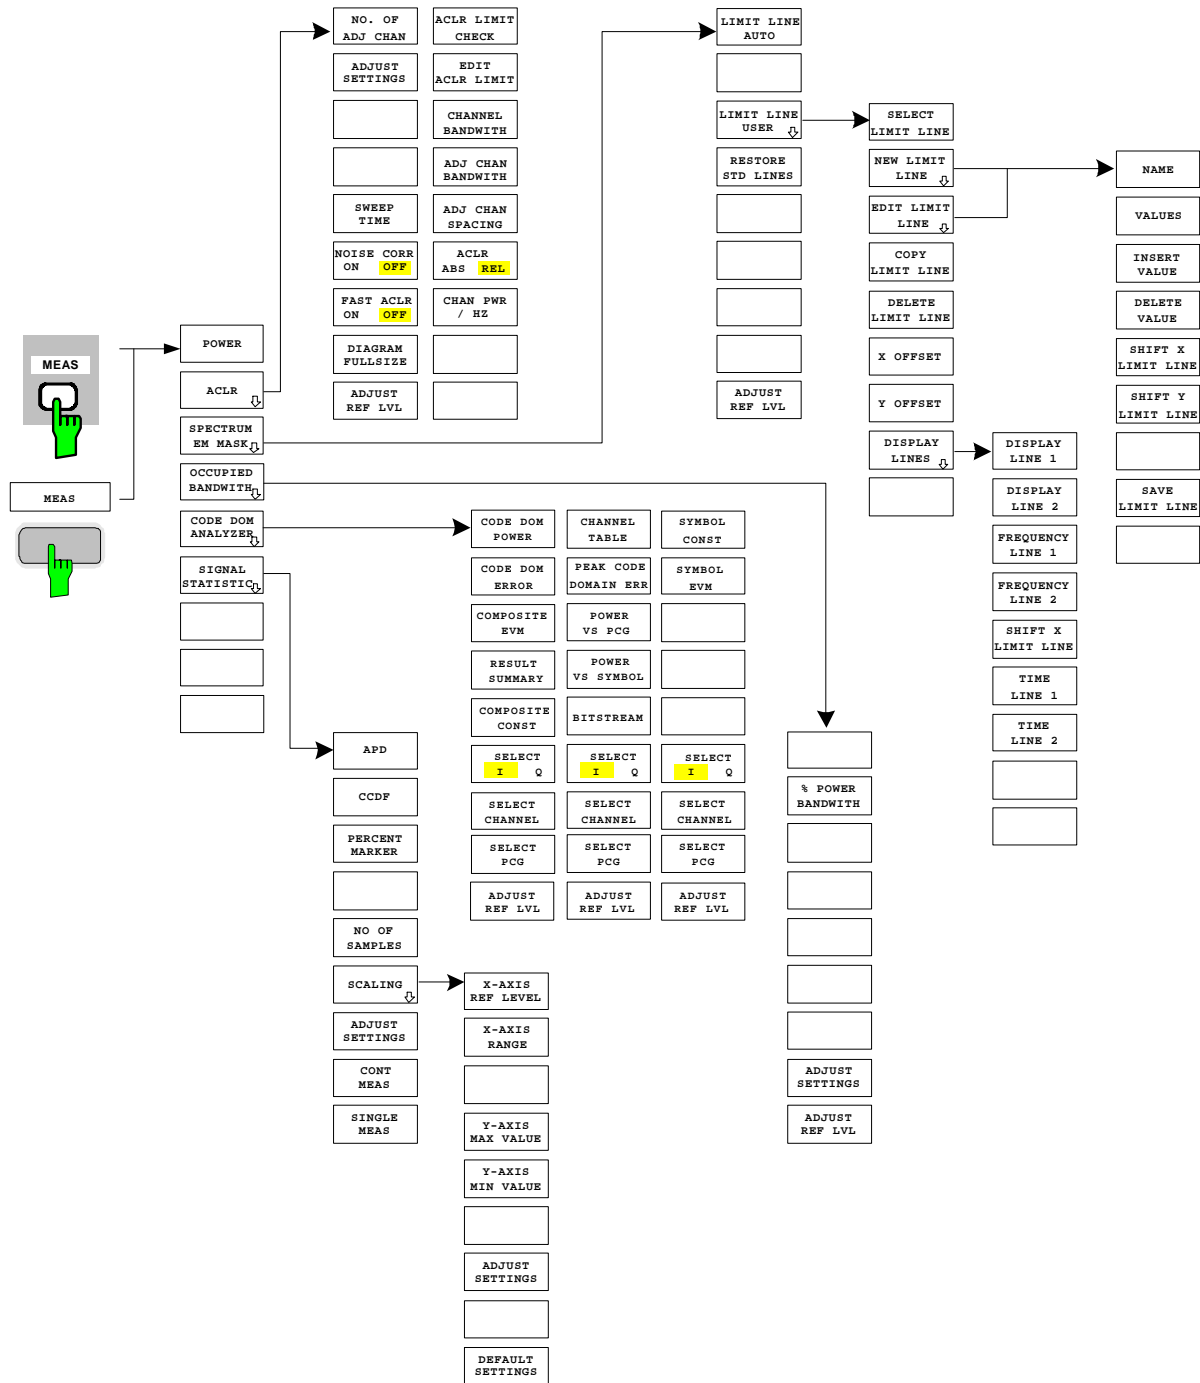 MEAS
MEAS
POWER
ACLR
SPECTRUM
EM MASK
OCCUPIED
BANDWITH
CODE DOM
ANALYZER
SIGNAL
STATISTIC
NO. OF
ADJ CHAN
ADJUST
SETTINGS
SWEEP
TIME
NOISE CORR
ON OFF
FAST ACLR
ON OFF
DIAGRAM
FULLSIZE
ADJUST
REF LVL
ACLR LIMIT
CHECK
EDIT
ACLR LIMIT
CHANNEL
BANDWITH
ADJ CHAN
BANDWITH
ADJ CHAN
SPACING
ACLR
ABS REL
CHAN PWR
/ HZ
LIMIT LINE
AUTO
LIMIT LINE
USER
RESTORE
STD LINES
ADJUST
REF LVL
SELECT
LIMIT LINE
NEW LIMIT
LINE
EDIT LIMIT
LINE
COPY
LIMIT LINE
DELETE
LIMIT LINE
X OFFSET
Y OFFSET
DISPLAY
LINES
NAME
VALUES
INSERT
VALUE
DELETE
VALUE
SHIFT X
LIMIT LINE
SHIFT Y
LIMIT LINE
SAVE
LIMIT LINE
DISPLAY
LINE 1
DISPLAY
LINE 2
FREQUENCY
LINE 1
FREQUENCY
LINE 2
SHIFT X
LIMIT LINE
TIME
LINE 1
TIME
LINE 2
CODE DOM
POWER
CODE DOM
ERROR
COMPOSITE
EVM
RESULT
SUMMARY
COMPOSITE
CONST
SELECT
I Q
SELECT
CHANNEL
SELECT
PCG
ADJUST
REF LVL
CHANNEL
TABLE
PEAK CODE
DOMAIN ERR
POWER
VS PCG
POWER
VS SYMBOL
BITSTREAM
SELECT
I Q
SELECT
CHANNEL
SELECT
PCG
ADJUST
REF LVL
SYMBOL
CONST
SYMBOL
EVM
SELECT
I Q
SELECT
CHANNEL
SELECT
PCG
ADJUST
REF LVL
% POWER
BANDWITH
ADJUST
SETTINGS
ADJUST
REF LVL
APD
CCDF
PERCENT
MARKER
NO OF
SAMPLES
SCALING
ADJUST
SETTINGS
CONT
MEAS
SINGLE
MEAS
X-AXIS
REF LEVEL
X-AXIS
RANGE
Y-AXIS
MAX VALUE
Y-AXIS
MIN VALUE
ADJUST
SETTINGS
DEFAULT
SETTINGS